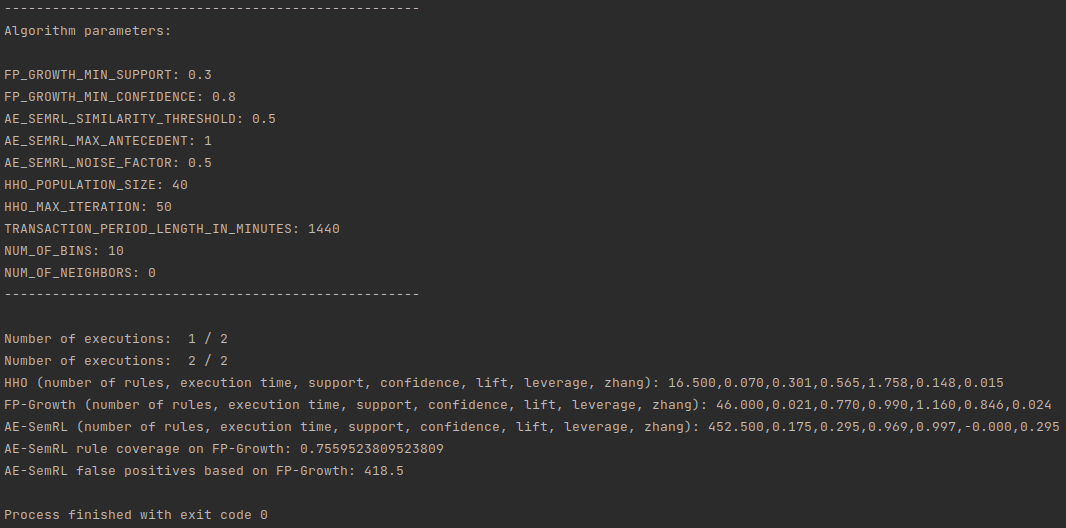 ----------------------------------------------------
Algorithm parameters:
FP_GROWTH_MIN_SUPPORT: 0.3
FP_GROWTH_MIN_CONFIDENCE: 0.8
AE_SEMRL_SIMILARITY_THRESHOLD: 0.5
AE_SEMRL_MAX_ANTECEDENT: 1
AE_SEMRL_NOISE_FACTOR: 0.5
HHO_POPULATION_SIZE: 40
HHO_MAX_ITERATION: 50
TRANSACTION_PERIOD_LENGTH_IN_MINUTES: 1440
NUM_OF_BINS: 10
NUM_OF_NEIGHBORS: 0
----------------------------------------------------
Number of executions:  1 / 2
Number of executions:  2 / 2
HHO (number of rules, execution time, support, confidence, lift, leverage, zhang): 16.500,0.070,0.301,0.565,1.758,0.148,0.015
FP-Growth (number of rules, execution time, support, confidence, lift, leverage, zhang): 46.000,0.021,0.770,0.990,1.160,0.846,0.024
AE-SemRL (number of rules, execution time, support, confidence, lift, leverage, zhang): 452.500,0.175,0.295,0.969,0.997,-0.000,0.295
AE-SemRL rule coverage on FP-Growth: 0.7559523809523809
AE-SemRL false positives based on FP-Growth: 418.5
Process finished with exit code 0